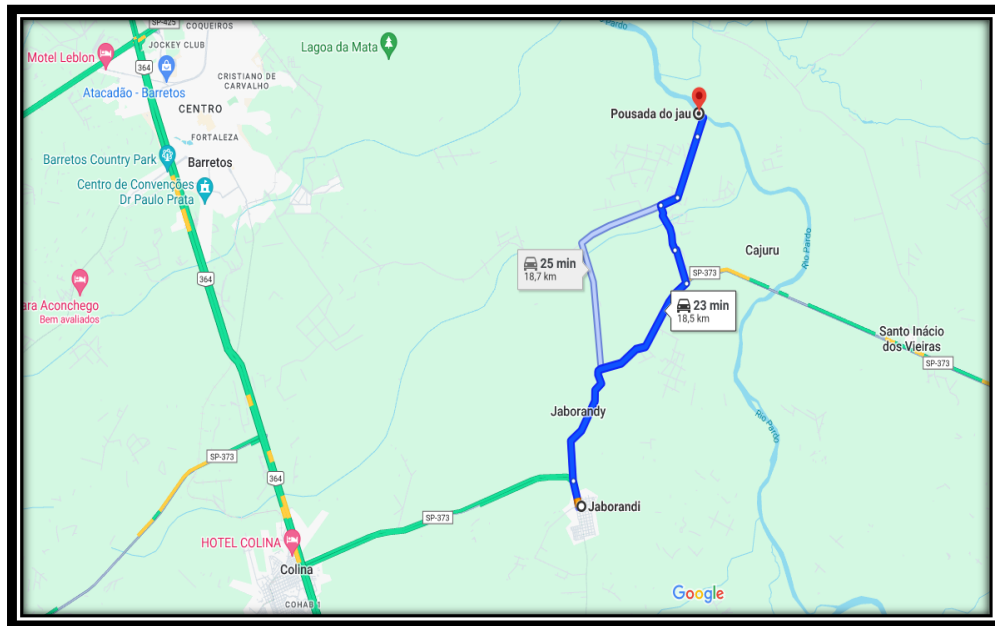 SP-425
COQUEIROS
JOCKEY CLUB
Motel Leblon
364
Lagoa da Mata
Atacadão - Barretos
CRISTIANO DE
CARVALHO
CENTRO
Pousada do jau
FORTALEZA
Barretos Country Park
Barretos
Centro de Convenções
Dr Paulo Prata
Rio Pardo
Cajuru
25 min
18,7 km
SP-373
364
ara Aconchego
Bem avaliados
23 min
18,5 km
Santo Inácio
dos Vieiras
SP-373
Jaborandy
Rio Pardo
SP-373
364
Jaborandi
SP-373
HOTEL COLINA
Colina
COHAB 1
Google